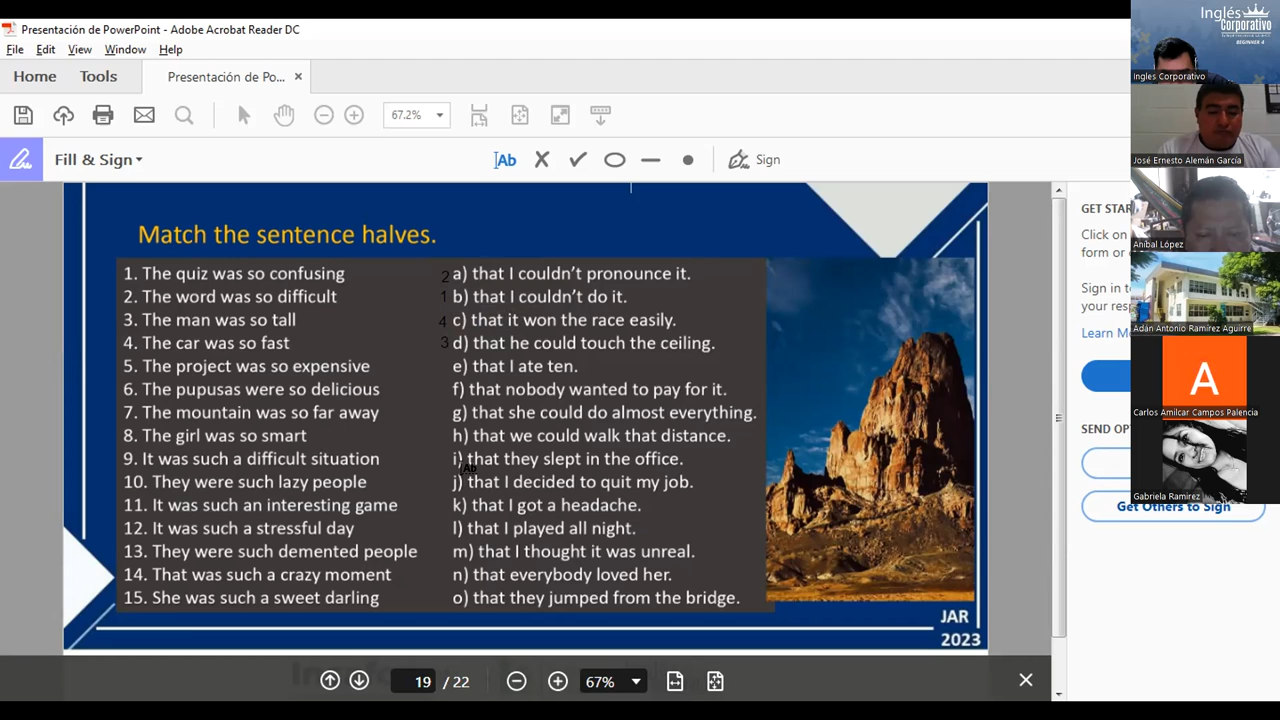 Presentación de PowerPoint - Adobe Acrobat Reader DC
File Edit View Window Help
Home Tools Presentación de Po... ×
67.2%
Fill & Sign Ab Sign
Match the sentence halves.
1. The quiz was so confusing 2 a) that I couldn't pronounce it.
2. The word was so difficult 1 b) that I couldn't do it.
3. The man was so tall 4 c) that it won the race easily.
4. The car was so fast 3 d) that he could touch the ceiling.
5. The project was so expensive e) that I ate ten.
6. The pupusas were so delicious f) that nobody wanted to pay for it.
7. The mountain was so far away g) that she could do almost everything.
8. The girl was so smart h) that we could walk that distance.
9. It was such a difficult situation i) that they slept in the office.
Ab
10. They were such lazy people j) that I decided to quit my job.
11. It was such an interesting game k) that I got a headache.
12. It was such a stressful day l) that I played all night.
13. They were such demented people m) that I thought it was unreal.
14. That was such a crazy moment n) that everybody loved her.
15. She was such a sweet darling o) that they jumped from the bridge.
JAR
2023
19 / 22 67%
GET STAR
Click on
form or c
Sign in t
your resp
Learn Me
SEND OPT
Get Others to Sign
Inglés
Corporativo
BEGINNER 4
Ingles Corporativo
José Ernesto Alemán García
Anibal López
Adán Antonio Ramírez Aguirre
A
Carlos Amilcar Campos Palencia
Gabriela Ramirez